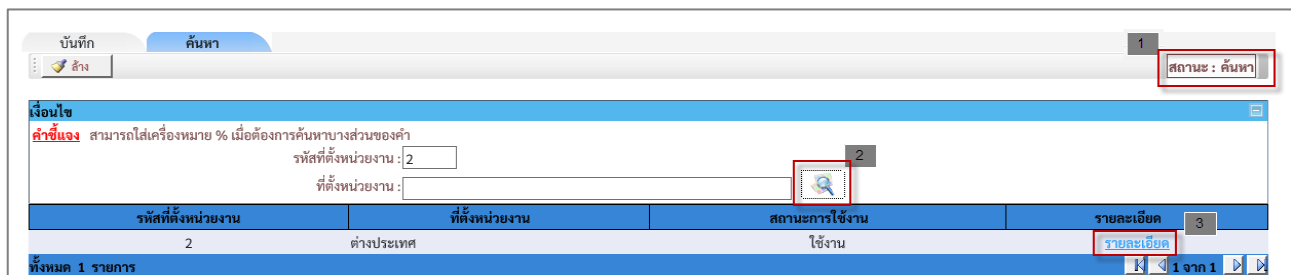 บันทึก ค้นหา
1
ล้าง สถานะ : ค้นหา
เงื่อนไข
คำชี้แจง สามารถใส่เครื่องหมาย % เมื่อต้องการค้นหาบางส่วนของคำ
รหัสที่ตั้งหน่วยงาน : 2
2
ที่ตั้งหน่วยงาน :
รหัสที่ตั้งหน่วยงาน ที่ตั้งหน่วยงาน สถานะการใช้งาน รายละเอียด
3
2 ต่างประเทศ ใช้งาน รายละเอียด
ทั้งหมด 1 รายการ 1 จาก 1